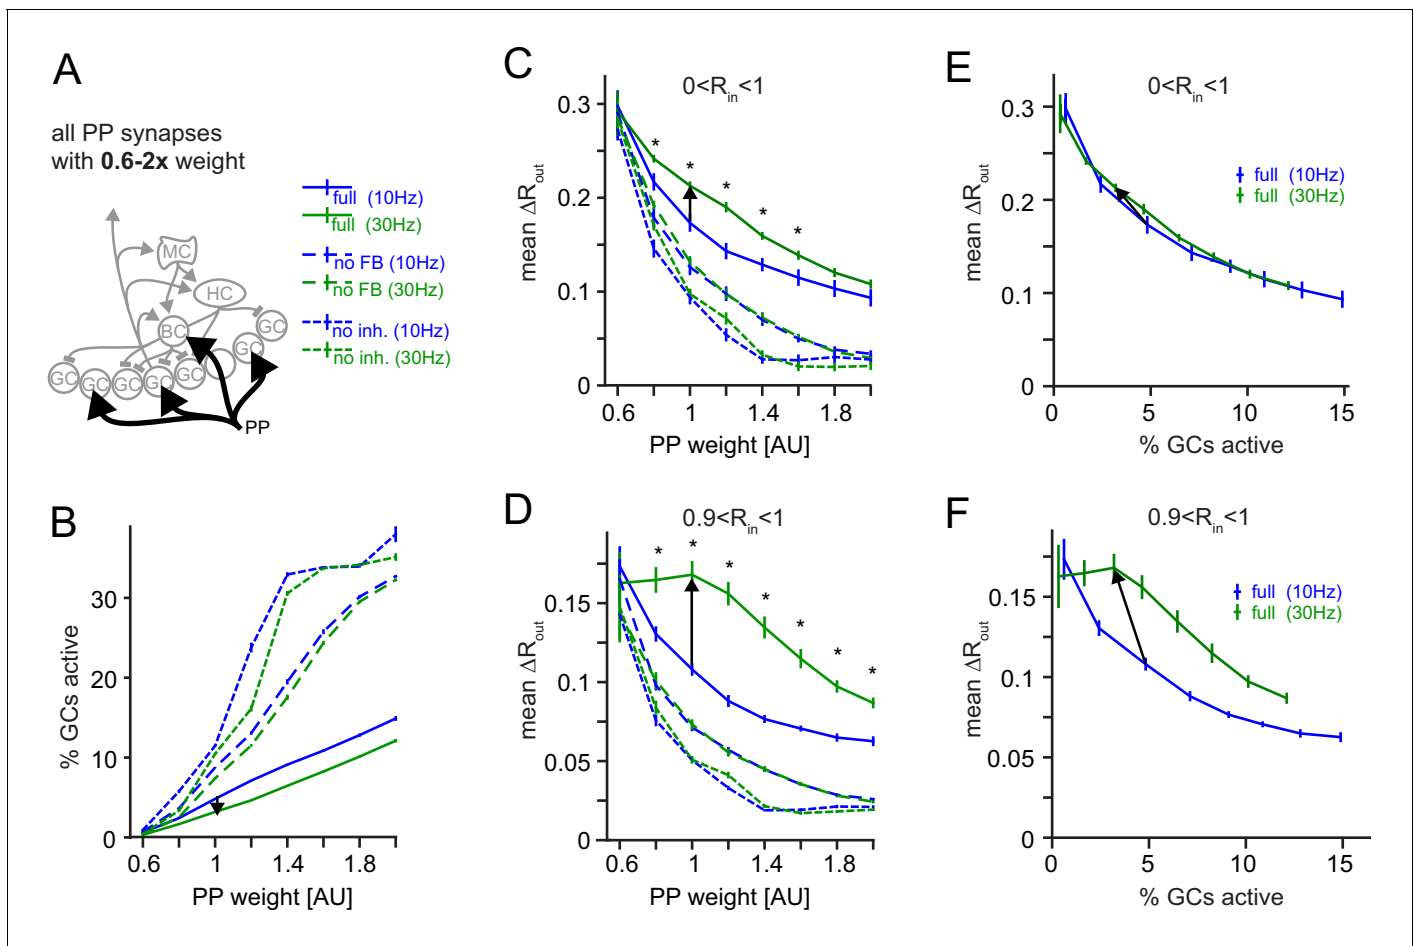 A
all PP synapses
with 0.6-2x weight
full (10Hz)
full (30Hz)
no FB (10Hz)
no FB (30Hz)
no inh. (10Hz)
no inh. (30Hz)
MC
HC
BC
GC
GC
GC
GC
GC
GC
GC
PP
B
% GCs active
30
20
10
0
0.6
1
1.4
1.8
PP weight [AU]
C
0<Rin<1
mean ΔRout
0.3
0.2
0.1
0
* * * * *
0.6
1
1.4
1.8
PP weight [AU]
D
0.9<Rin<1
mean ΔRout
0.15
0.1
0.05
0
* * * * * * *
0.6
1
1.4
1.8
PP weight [AU]
E
0<Rin<1
full (10Hz)
full (30Hz)
mean ΔRout
0.3
0.2
0.1
0
0
5
10
15
% GCs active
F
0.9<Rin<1
full (10Hz)
full (30Hz)
mean ΔRout
0.15
0.1
0.05
0
0
5
10
15
% GCs active